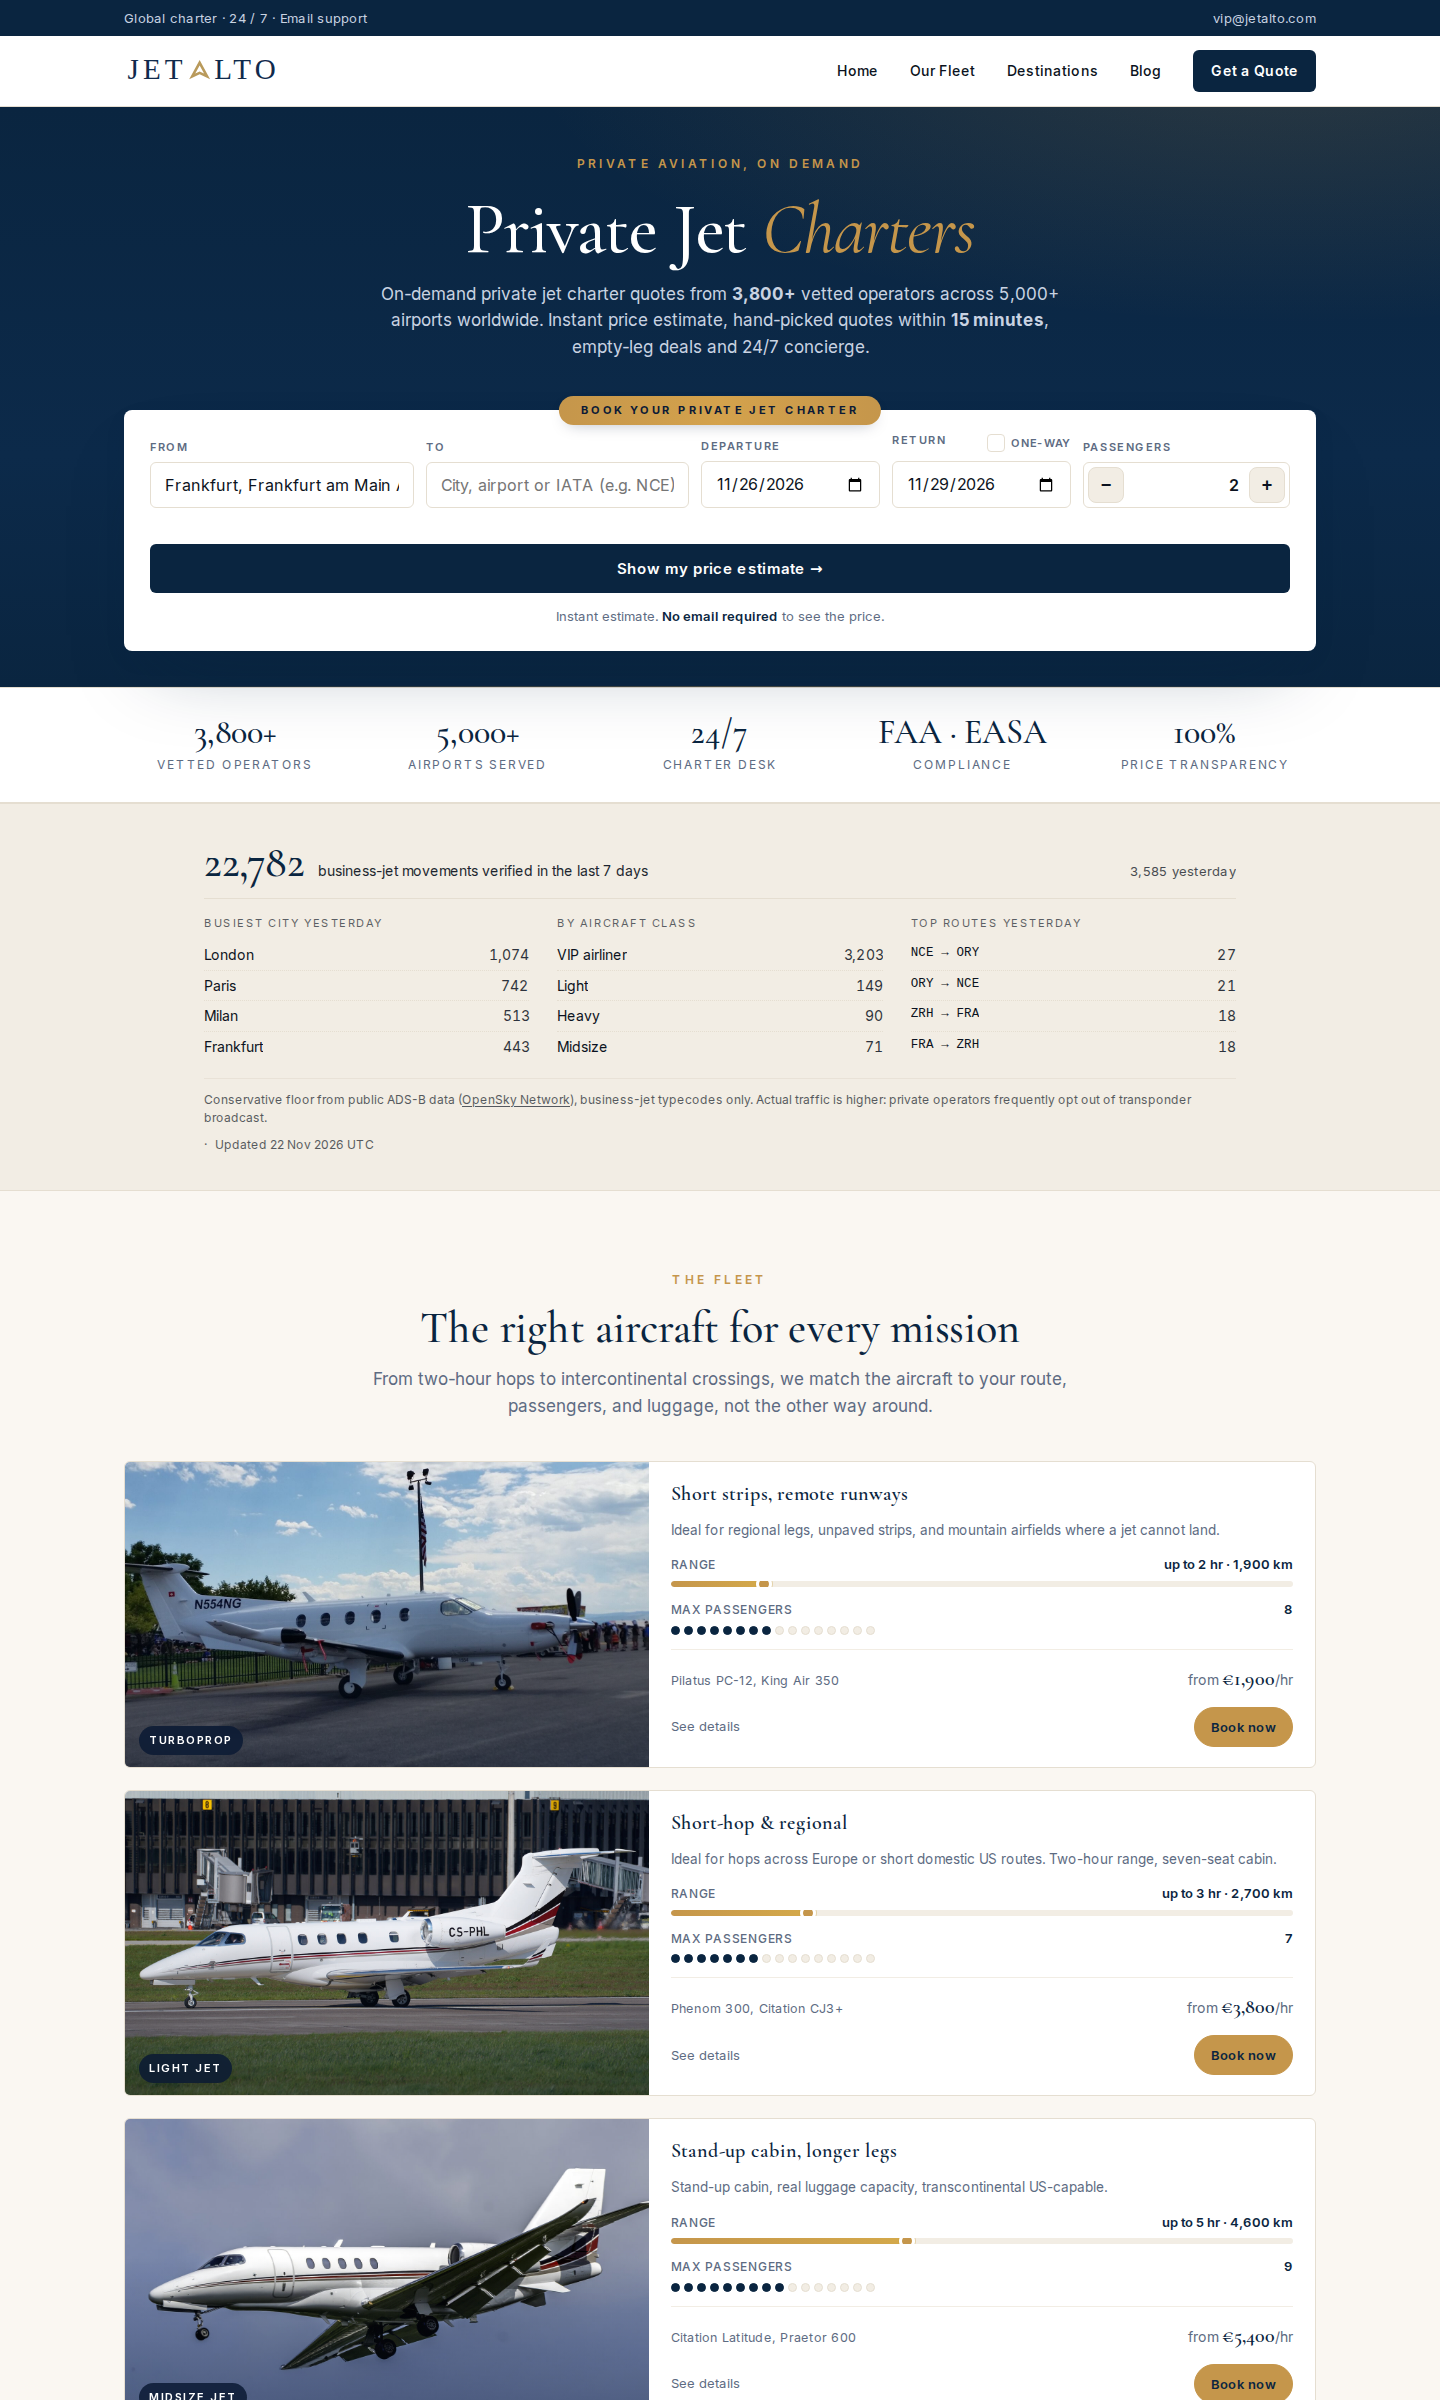 Global charter · 24 / 7 · Email support
vip@jetalto.com
JETALTO
Home
Our Fleet
Destinations
Blog
Get a Quote
PRIVATE AVIATION, ON DEMAND
Private Jet Charters
On-demand private jet charter quotes from 3,800+ vetted operators across 5,000+
airports worldwide. Instant price estimate, hand-picked quotes within 15 minutes,
empty-leg deals and 24/7 concierge.
BOOK YOUR PRIVATE JET CHARTER
FROM
TO
DEPARTURE
RETURN
ONE-WAY
PASSENGERS
Frankfurt, Frankfurt am Main
City, airport or IATA (e.g. NCE)
11/26/2026
11/29/2026
−
2
+
Show my price estimate →
Instant estimate. No email required to see the price.
3,800+
VETTED OPERATORS
5,000+
AIRPORTS SERVED
24/7
CHARTER DESK
FAA · EASA
COMPLIANCE
100%
PRICE TRANSPARENCY
22,782 business-jet movements verified in the last 7 days
3,585 yesterday
BUSIEST CITY YESTERDAY
London 1,074
Paris 742
Milan 513
Frankfurt 443
BY AIRCRAFT CLASS
VIP airliner 3,203
Light 149
Heavy 90
Midsize 71
TOP ROUTES YESTERDAY
NCE → ORY 27
ORY → NCE 21
ZRH → FRA 18
FRA → ZRH 18
Conservative floor from public ADS-B data (OpenSky Network), business-jet typecodes only. Actual traffic is higher: private operators frequently opt out of transponder
broadcast.
· Updated 22 Nov 2026 UTC
THE FLEET
The right aircraft for every mission
From two-hour hops to intercontinental crossings, we match the aircraft to your route,
passengers, and luggage, not the other way around.
N554NG
TURBOPROP
Short strips, remote runways
Ideal for regional legs, unpaved strips, and mountain airfields where a jet cannot land.
RANGE
up to 2 hr · 1,900 km
MAX PASSENGERS
8
Pilatus PC-12, King Air 350
from €1,900/hr
See details
Book now
8
9
CS-PHL
LIGHT JET
Short-hop & regional
Ideal for hops across Europe or short domestic US routes. Two-hour range, seven-seat cabin.
RANGE
up to 3 hr · 2,700 km
MAX PASSENGERS
7
Phenom 300, Citation CJ3+
from €3,800/hr
See details
Book now
MIDSIZE JET
Stand-up cabin, longer legs
Stand-up cabin, real luggage capacity, transcontinental US-capable.
RANGE
up to 5 hr · 4,600 km
MAX PASSENGERS
9
Citation Latitude, Praetor 600
from €5,400/hr
See details
Book now